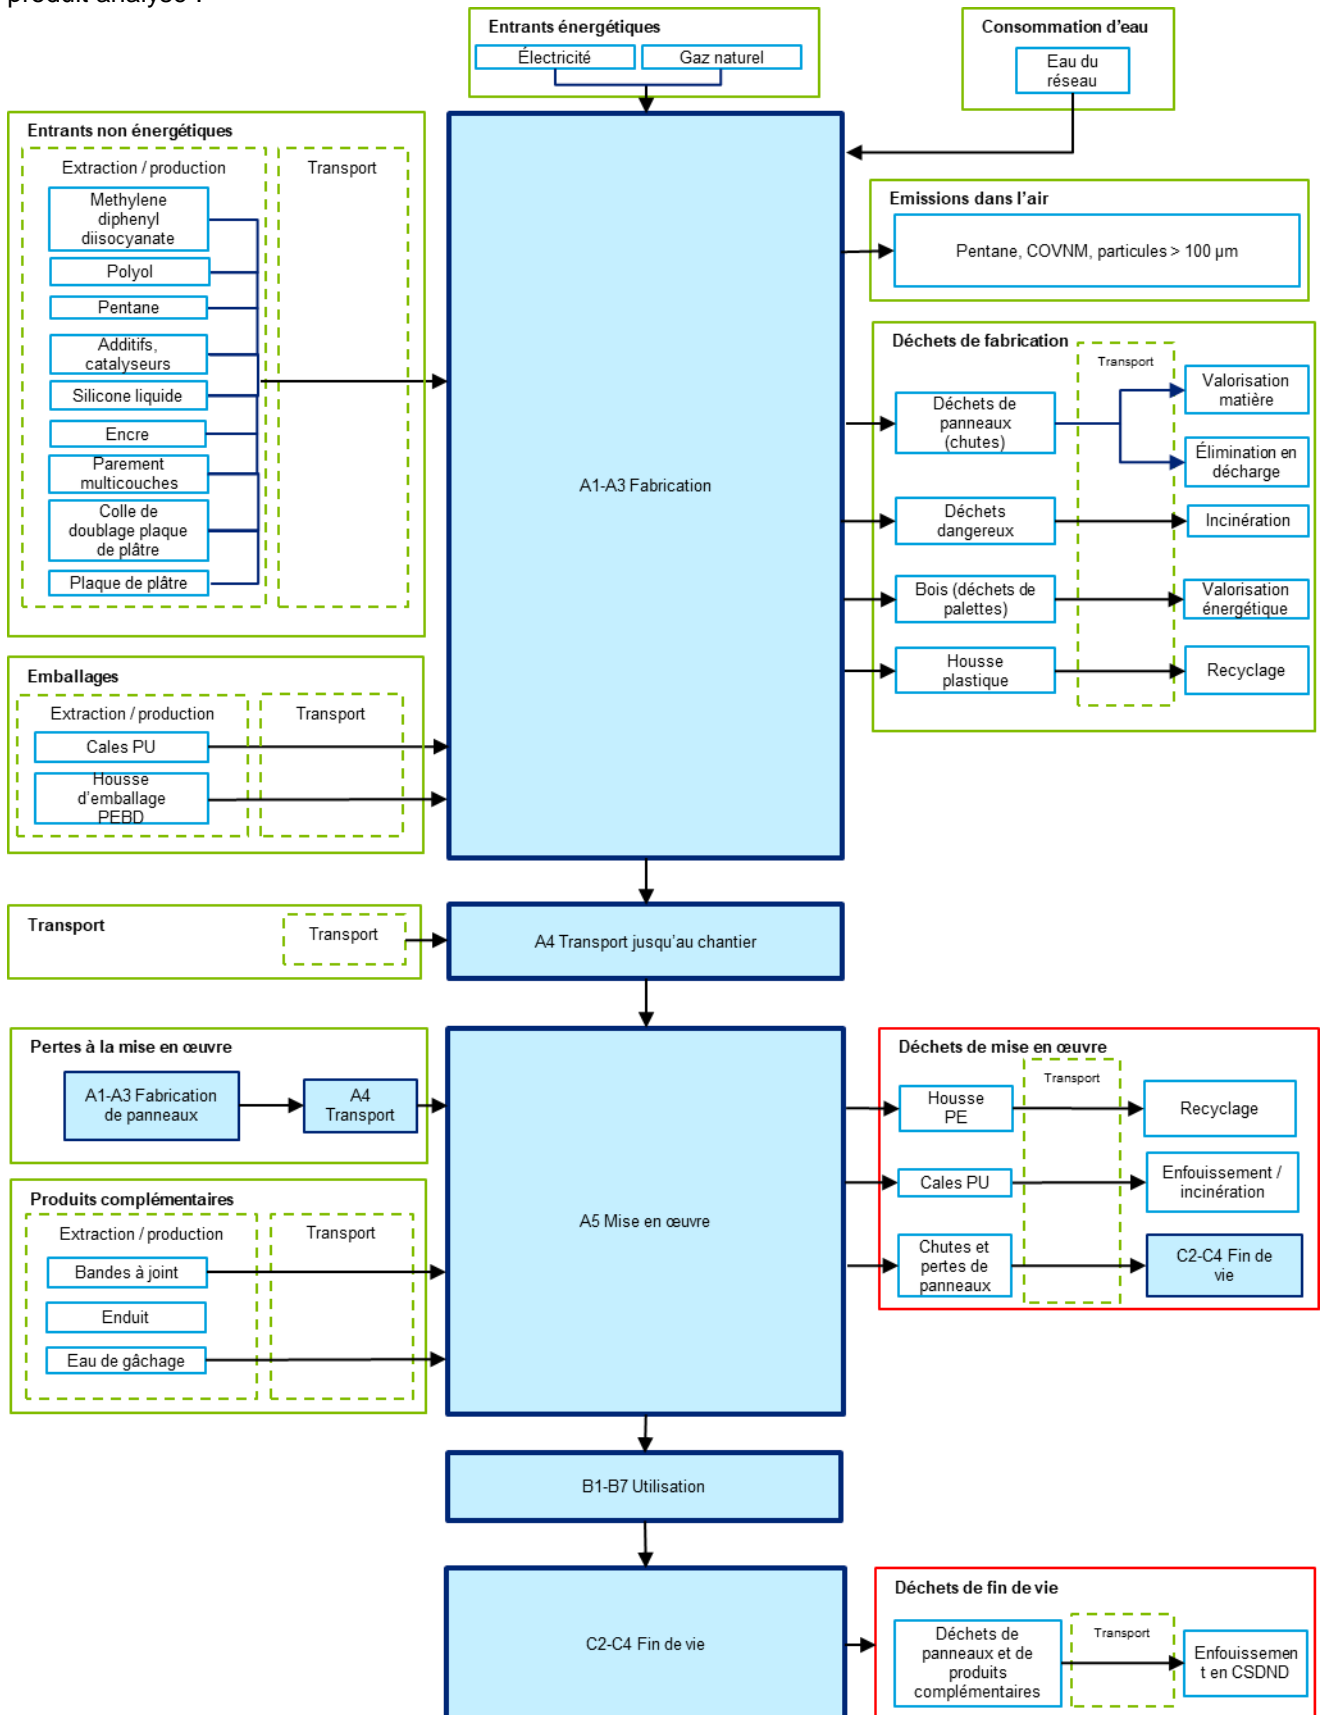 produit analysé :
Entrants énergétiques
Électricité
Gaz naturel
Consommation d'eau
Eau du
réseau
Entrants non énergétiques
Extraction / production
Transport
Methylene
diphenyl
diisocyanate
Polyol
Pentane
Additifs,
catalyseurs
Silicone liquide
Encre
Parement
multicouches
Colle de
doublage plaque
de plâtre
Plaque de plâtre
A1-A3 Fabrication
Emissions dans l'air
Pentane, COVNM, particules > 100 µm
Déchets de fabrication
Transport
Déchets de
panneaux
(chutes)
Valorisation
matière
Élimination en
décharge
Déchets
dangereux
Incinération
Bois (déchets de
palettes)
Valorisation
énergétique
Housse
plastique
Recyclage
Emballages
Extraction / production
Transport
Cales PU
Housse
d'emballage
PEBD
Transport
Transport
A4 Transport jusqu'au chantier
Pertes à la mise en œuvre
A1-A3 Fabrication
de panneaux
A4
Transport
Produits complémentaires
Extraction / production
Transport
Bandes à joint
Enduit
Eau de gâchage
A5 Mise en œuvre
Déchets de mise en œuvre
Transport
Housse
PE
Recyclage
Cales PU
Enfouissement /
incinération
Chutes et
pertes de
panneaux
C2-C4 Fin de
vie
B1-B7 Utilisation
C2-C4 Fin de vie
Déchets de fin de vie
Déchets de
panneaux et de
produits
complémentaires
Transport
Enfouissemen
t en CSDND